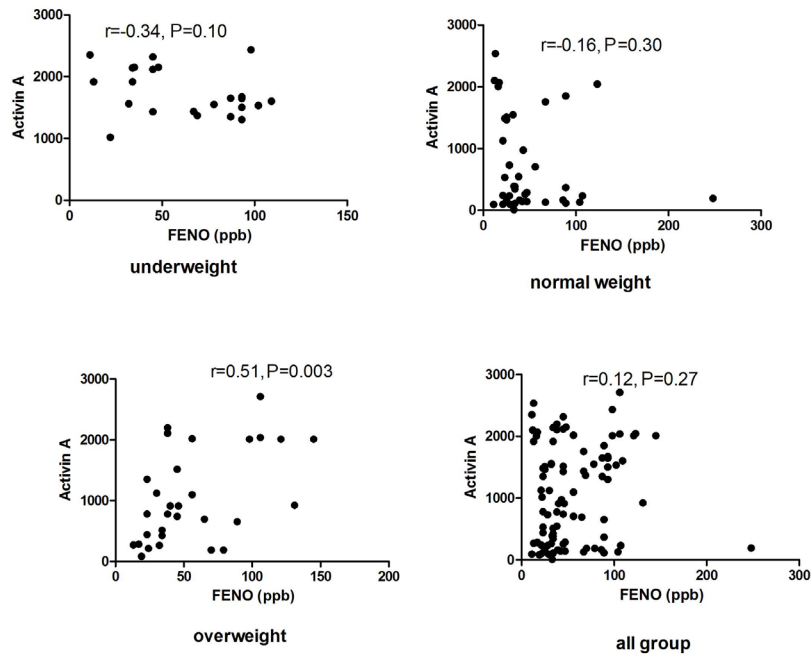 r=-0.34, P=0.10
3000
2000
1000
0
Activin A
0 50 100 150
FENO (ppb)
underweight
r=-0.16, P=0.30
3000
2000
1000
0
Activin A
0 100 200 300
FENO (ppb)
normal weight
r=0.51, P=0.003
3000
2000
1000
0
Activin A
0 50 100 150 200
FENO (ppb)
overweight
r=0.12, P=0.27
3000
2000
1000
0
Activin A
0 100 200 300
FENO (ppb)
all group